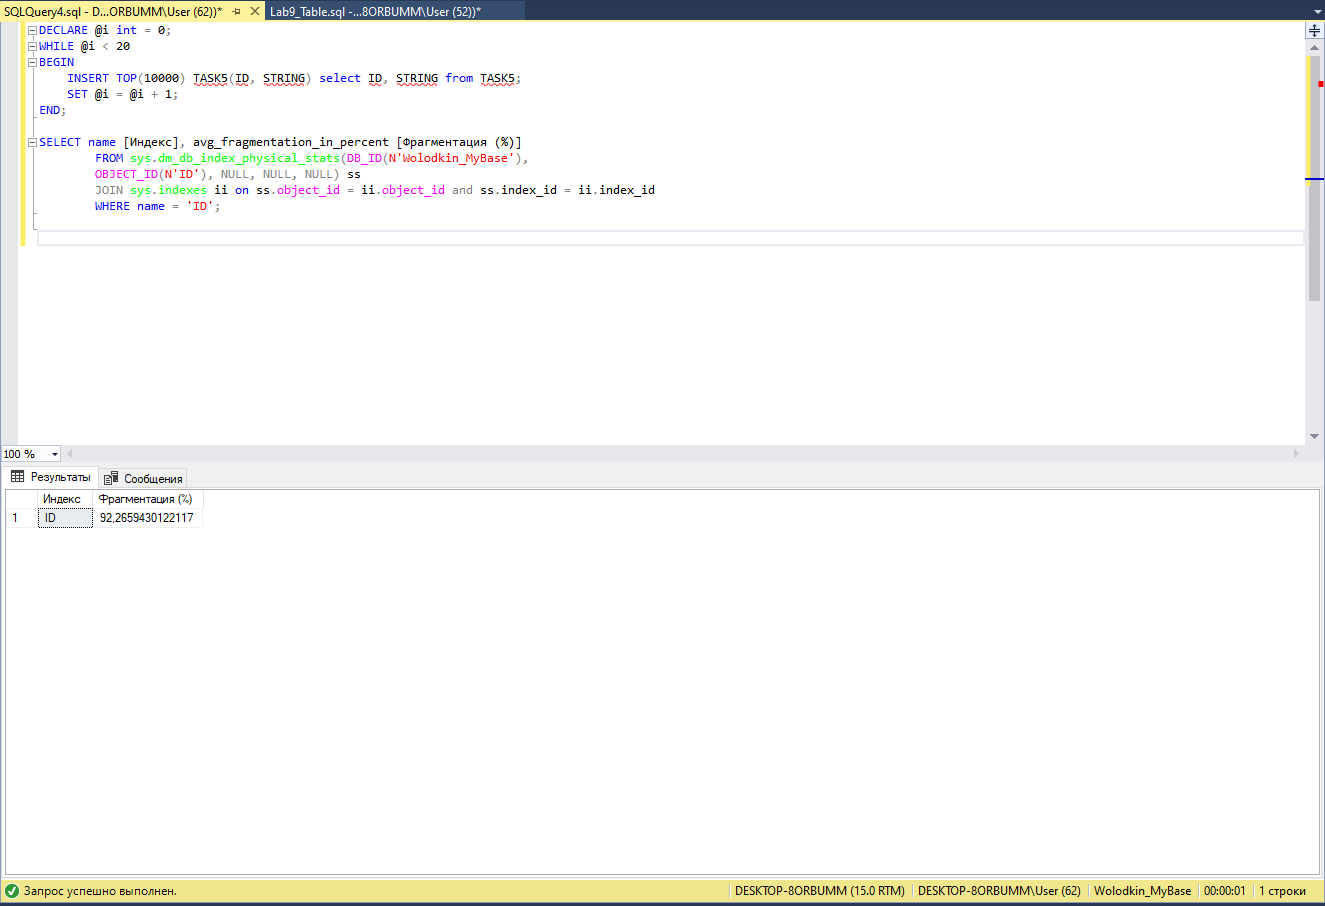 SQLQuery4.sql - D...ORBUMM\User (62))* Lab9_Table.sql -...8ORBUMM\User (52))*
DECLARE @i int = 0;
WHILE @i < 20
BEGIN
INSERT TOP(10000) TASK5(ID, STRING) select ID, STRING from TASK5;
SET @i = @i + 1;
END;
SELECT name [Индекс], avg_fragmentation_in_percent [Фрагментация (%)]
FROM sys.dm_db_index_physical_stats(DB_ID(N'Wolodkin_MyBase'),
OBJECT_ID(N'ID'), NULL, NULL, NULL) ss
JOIN sys.indexes ii on ss.object_id = ii.object_id and ss.index_id = ii.index_id
WHERE name = 'ID';
100 %
Результаты Сообщения
Индекс Фрагментация (%)
1 ID 92,2659430122117
Запрос успешно выполнен. DESKTOP-8ORBUMM (15.0 RTM) DESKTOP-8ORBUMM\User (62) Wolodkin_MyBase 00:00:01 1 строки